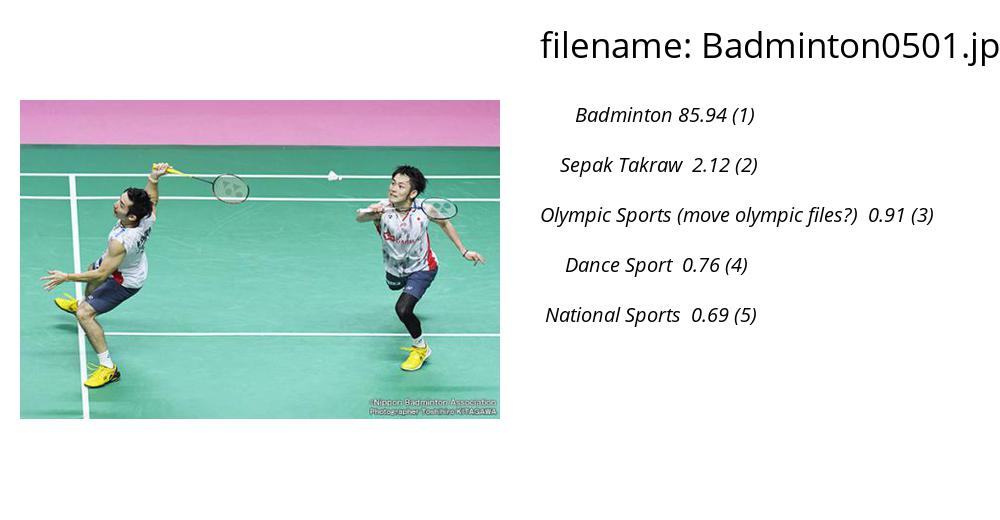 filename: Badminton0501.jp
Badminton 85.94 (1)
Sepak Takraw 2.12 (2)
Olympic Sports (move olympic files?) 0.91 (3)
Dance Sport 0.76 (4)
National Sports 0.69 (5)
©Nippon Badminton Association
Photographer Toshihiro KITAGAWA